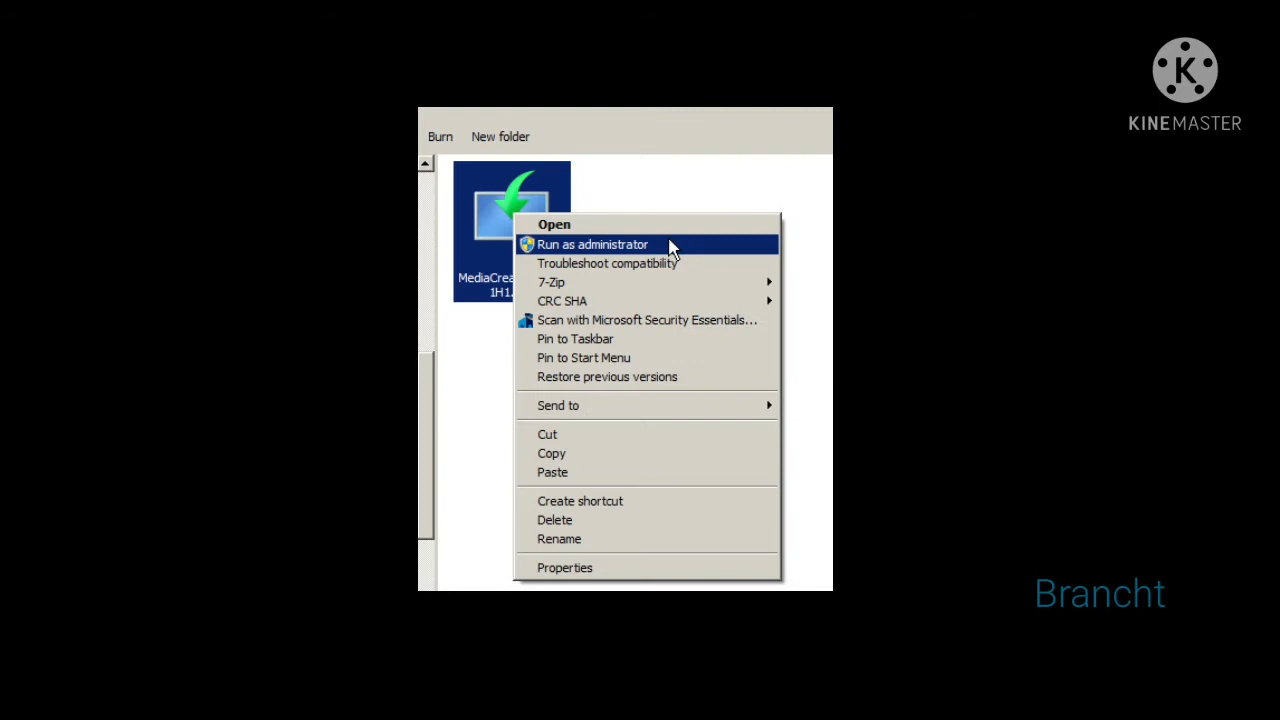 K
KINEMASTER
Burn New folder
MediaCrea
1H1.
Open
Run as administrator
Troubleshoot compatibility
7-Zip
CRC SHA
Scan with Microsoft Security Essentials...
Pin to Taskbar
Pin to Start Menu
Restore previous versions
Send to
Cut
Copy
Paste
Create shortcut
Delete
Rename
Properties
Brancht